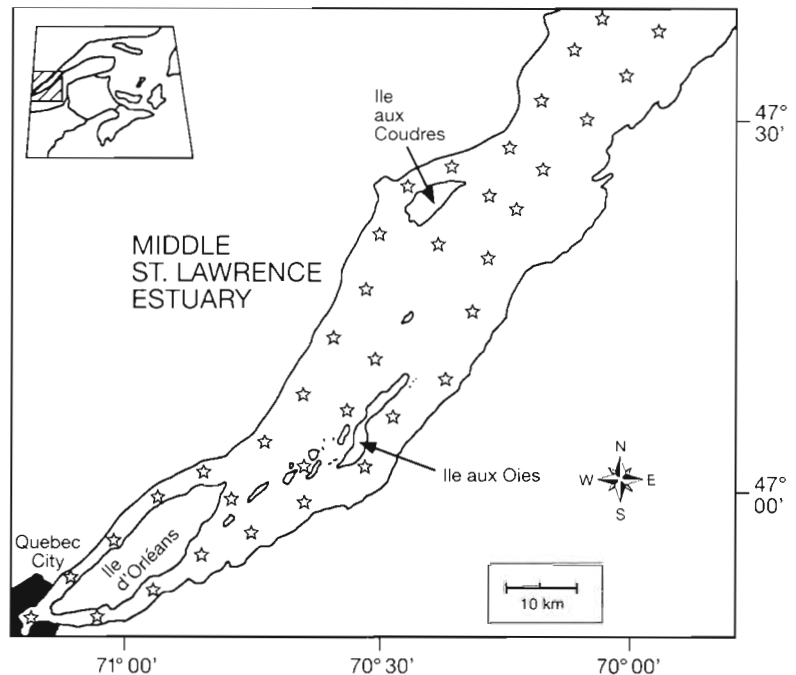 Ile
aux
Coudres
47°
30'
MIDDLE
ST. LAWRENCE
ESTUARY
N
W E
S
Ile aux Oies
47°
00'
Quebec
City
Ile
d'Orléans
10 km
71° 00'
70° 30'
70° 00'